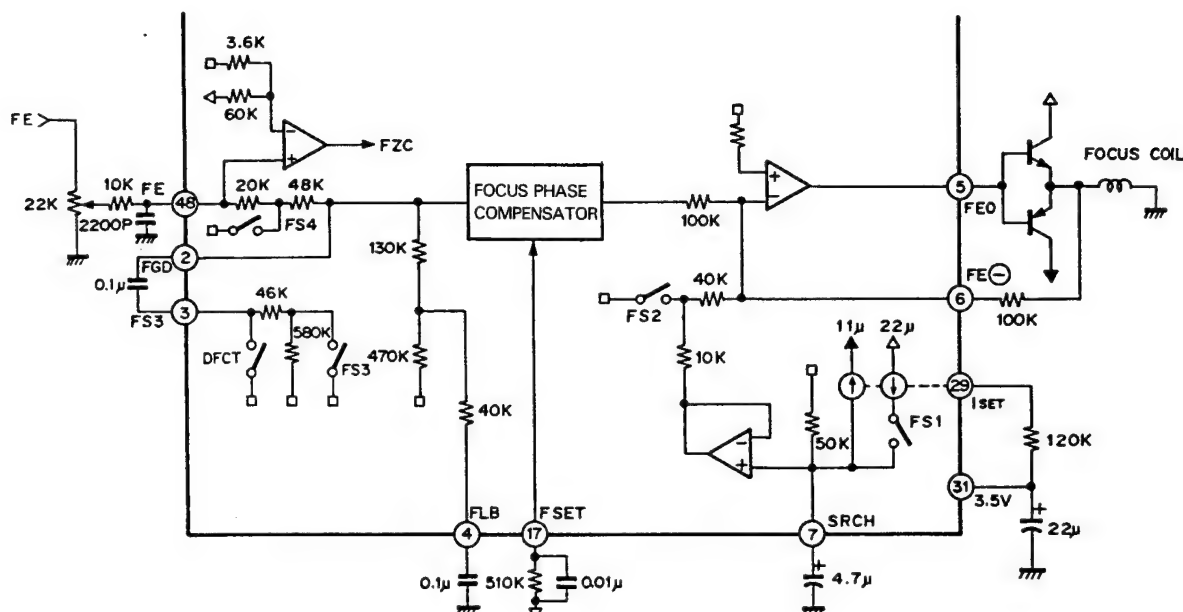 3.6K
60K
FE
FZC
10K
FE
20K
48K
22K
48
FS4
2200P
FOCUS PHASE
COMPENSATOR
100K
5
FEO
FOCUS COIL
FGD
2
0.1μ
130K
40K
FE⊖
6
100K
FS3
3
46K
580K
DFCT
FS3
470K
FS2
10K
11μ
22μ
29
ISET
40K
50K
FS1
120K
31
3.5V
FLB
FSET
SRCH
4
17
7
22μ
+
0.1μ
510K
0.01μ
4.7μ
+